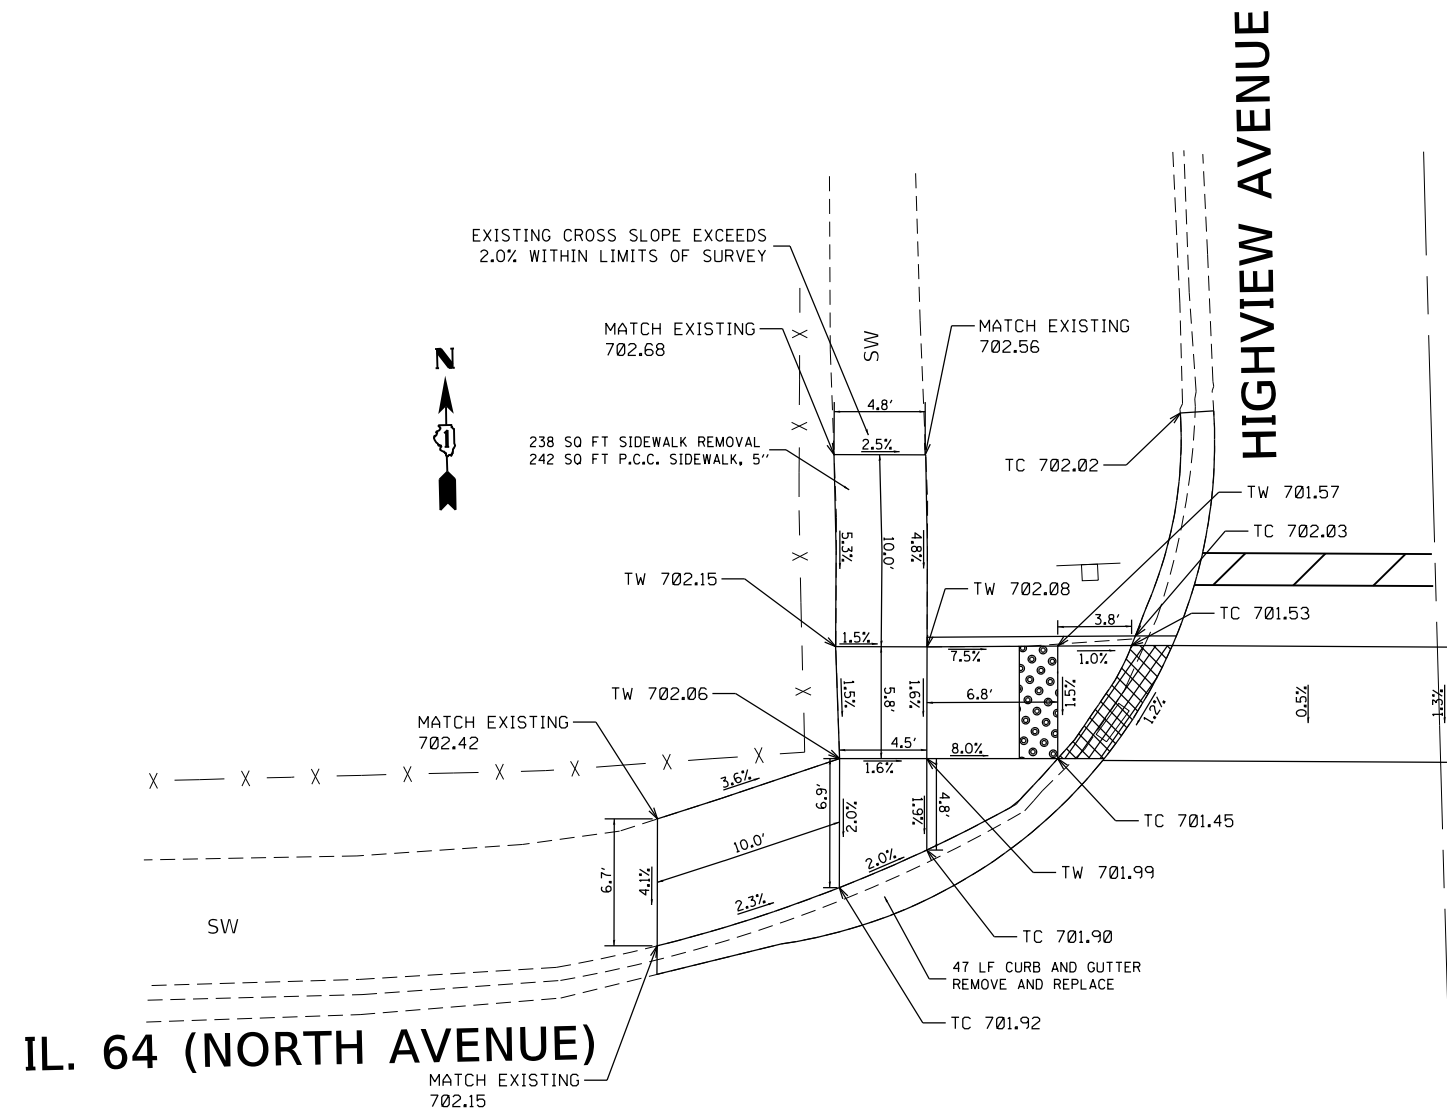 HIGHVIEW AVENUE
EXISTING CROSS SLOPE EXCEEDS
2.0% WITHIN LIMITS OF SURVEY
MATCH EXISTING
702.68
SW
MATCH EXISTING
702.56
N
1
4.8'
2.5%
238 SQ FT SIDEWALK REMOVAL
242 SQ FT P.C.C. SIDEWALK, 5"
TC 702.02
TW 701.57
TC 702.03
5.3%
10.0'
4.8%
TW 702.15
TW 702.08
TC 701.53
3.8'
1.5%
7.5%
1.0%
TW 702.06
1.5%
5.8'
1.6%
6.8'
1.5%
1.2%
0.5%
1.3%
MATCH EXISTING
702.42
4.5'
8.0%
1.6%
X X X X X X X X
X
X
X
X
3.6%
6.9'
2.0%
1.9%
4.8'
TC 701.45
10.0'
2.0%
TW 701.99
6.7'
4.1%
2.3%
SW
TC 701.90
47 LF CURB AND GUTTER
REMOVE AND REPLACE
TC 701.92
IL. 64 (NORTH AVENUE)
MATCH EXISTING
702.15